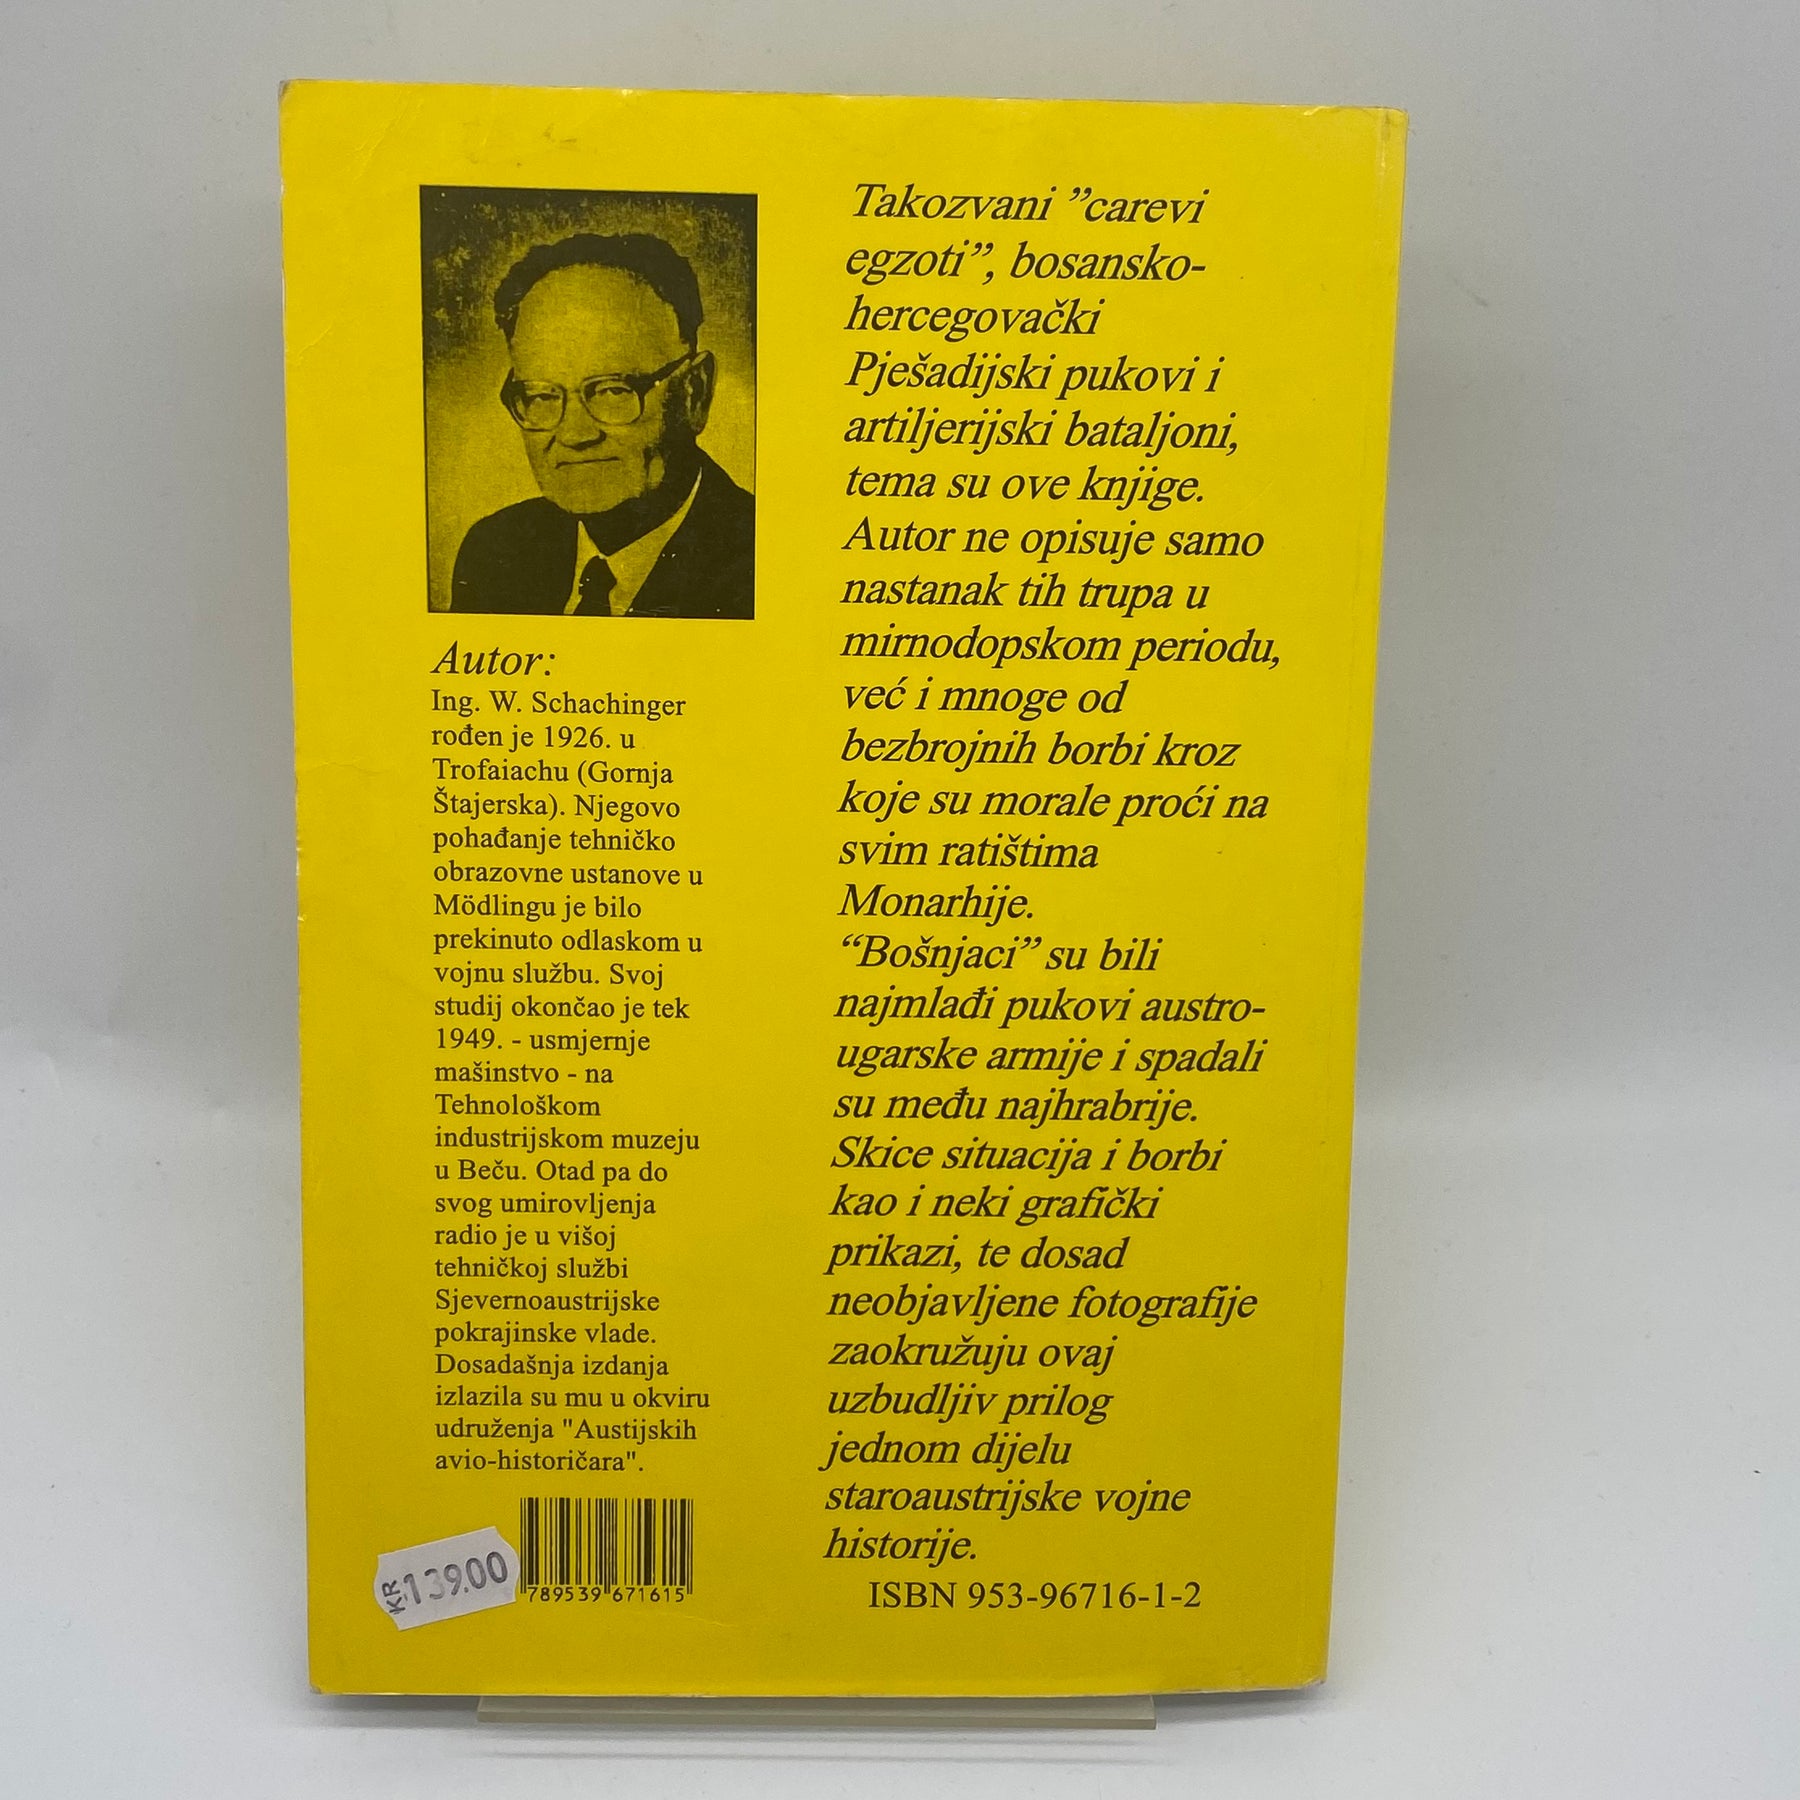 Autor:
Ing. W. Schachinger
rođen je 1926. u
Trofaiachu (Gornja
Štajerska). Njegovo
pohađanje tehničko
obrazovne ustanove u
Mödlingu je bilo
prekinuto odlaskom u
vojnu službu. Svoj
studij okončao je tek
1949. - usmjernje
mašinstvo - na
Tehnološkom
industrijskom muzeju
u Beču. Otad pa do
svog umirovljenja
radio je u višoj
tehničkoj službi
Sjevernoaustrijske
pokrajinske vlade.
Dosadašnja izdanja
izlazila su mu u okviru
udruženja "Austijskih
avio-historičara".
KR 139.00
789539 671615
Takozvani ”carevi
egzoti”, bosansko-
hercegovački
Pješadijski pukovi i
artiljerijski bataljoni,
tema su ove knjige.
Autor ne opisuje samo
nastanak tih trupa u
mirnodopskom periodu,
već i mnoge od
bezbrojnih borbi kroz
koje su morale proći na
svim ratištima
Monarhije.
“Bošnjaci” su bili
najmlađi pukovi austro-
ugarske armije i spadali
su među najhrabrije.
Skice situacija i borbi
kao i neki grafički
prikazi, te dosad
neobjavljene fotografije
zaokružuju ovaj
uzbudljiv prilog
jednom dijelu
staroaustrijske vojne
historije.
ISBN 953-96716-1-2